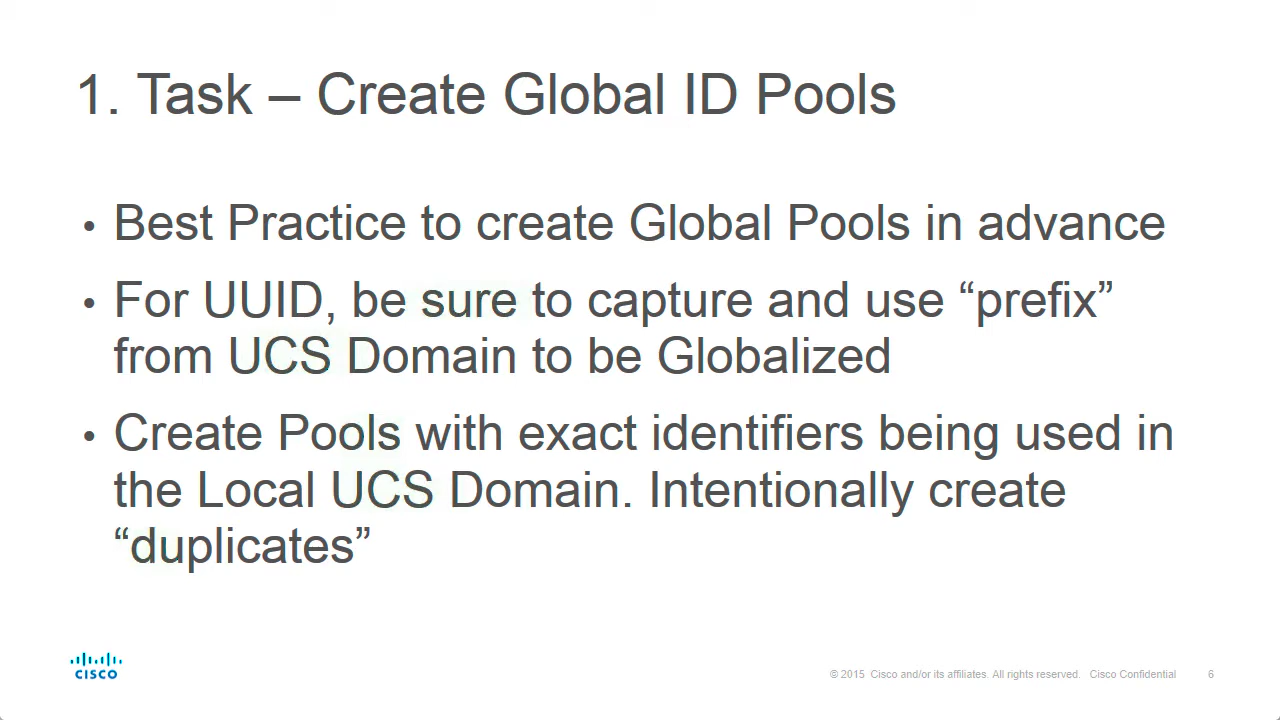 1. Task – Create Global ID Pools
• Best Practice to create Global Pools in advance
• For UUID, be sure to capture and use “prefix”
from UCS Domain to be Globalized
• Create Pools with exact identifiers being used in
the Local UCS Domain. Intentionally create
“duplicates”
CISCO
© 2015 Cisco and/or its affiliates. All rights reserved. Cisco Confidential 6